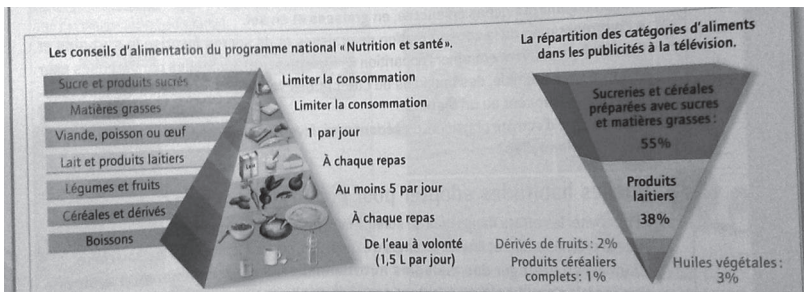 Les conseils d'alimentation du programme national « Nutrition et santé ».
Sucre et produits sucrés
Limiter la consommation
Matières grasses
Limiter la consommation
Viande, poisson ou œuf
1 par jour
Lait et produits laitiers
À chaque repas
Légumes et fruits
Au moins 5 par jour
Céréales et dérivés
À chaque repas
Boissons
De l'eau à volonté
(1,5 L par jour)
La répartition des catégories d'aliments
dans les publicités à la télévision.
Sucreries et céréales
préparées avec sucres
et matières grasses :
55%
Produits
laitiers
38%
Dérivés de fruits : 2%
Produits céréaliers
complets : 1%
Huiles végétales :
3%